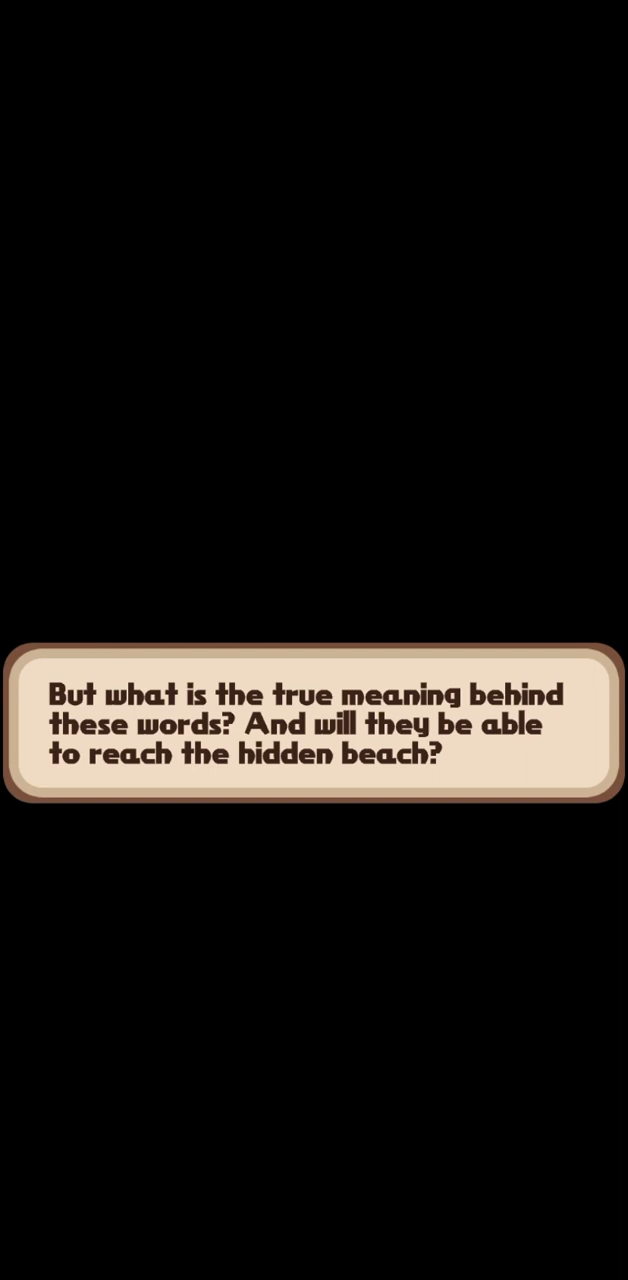 But what is the true meaning behind
these words? And will they be able
to reach the hidden beach?